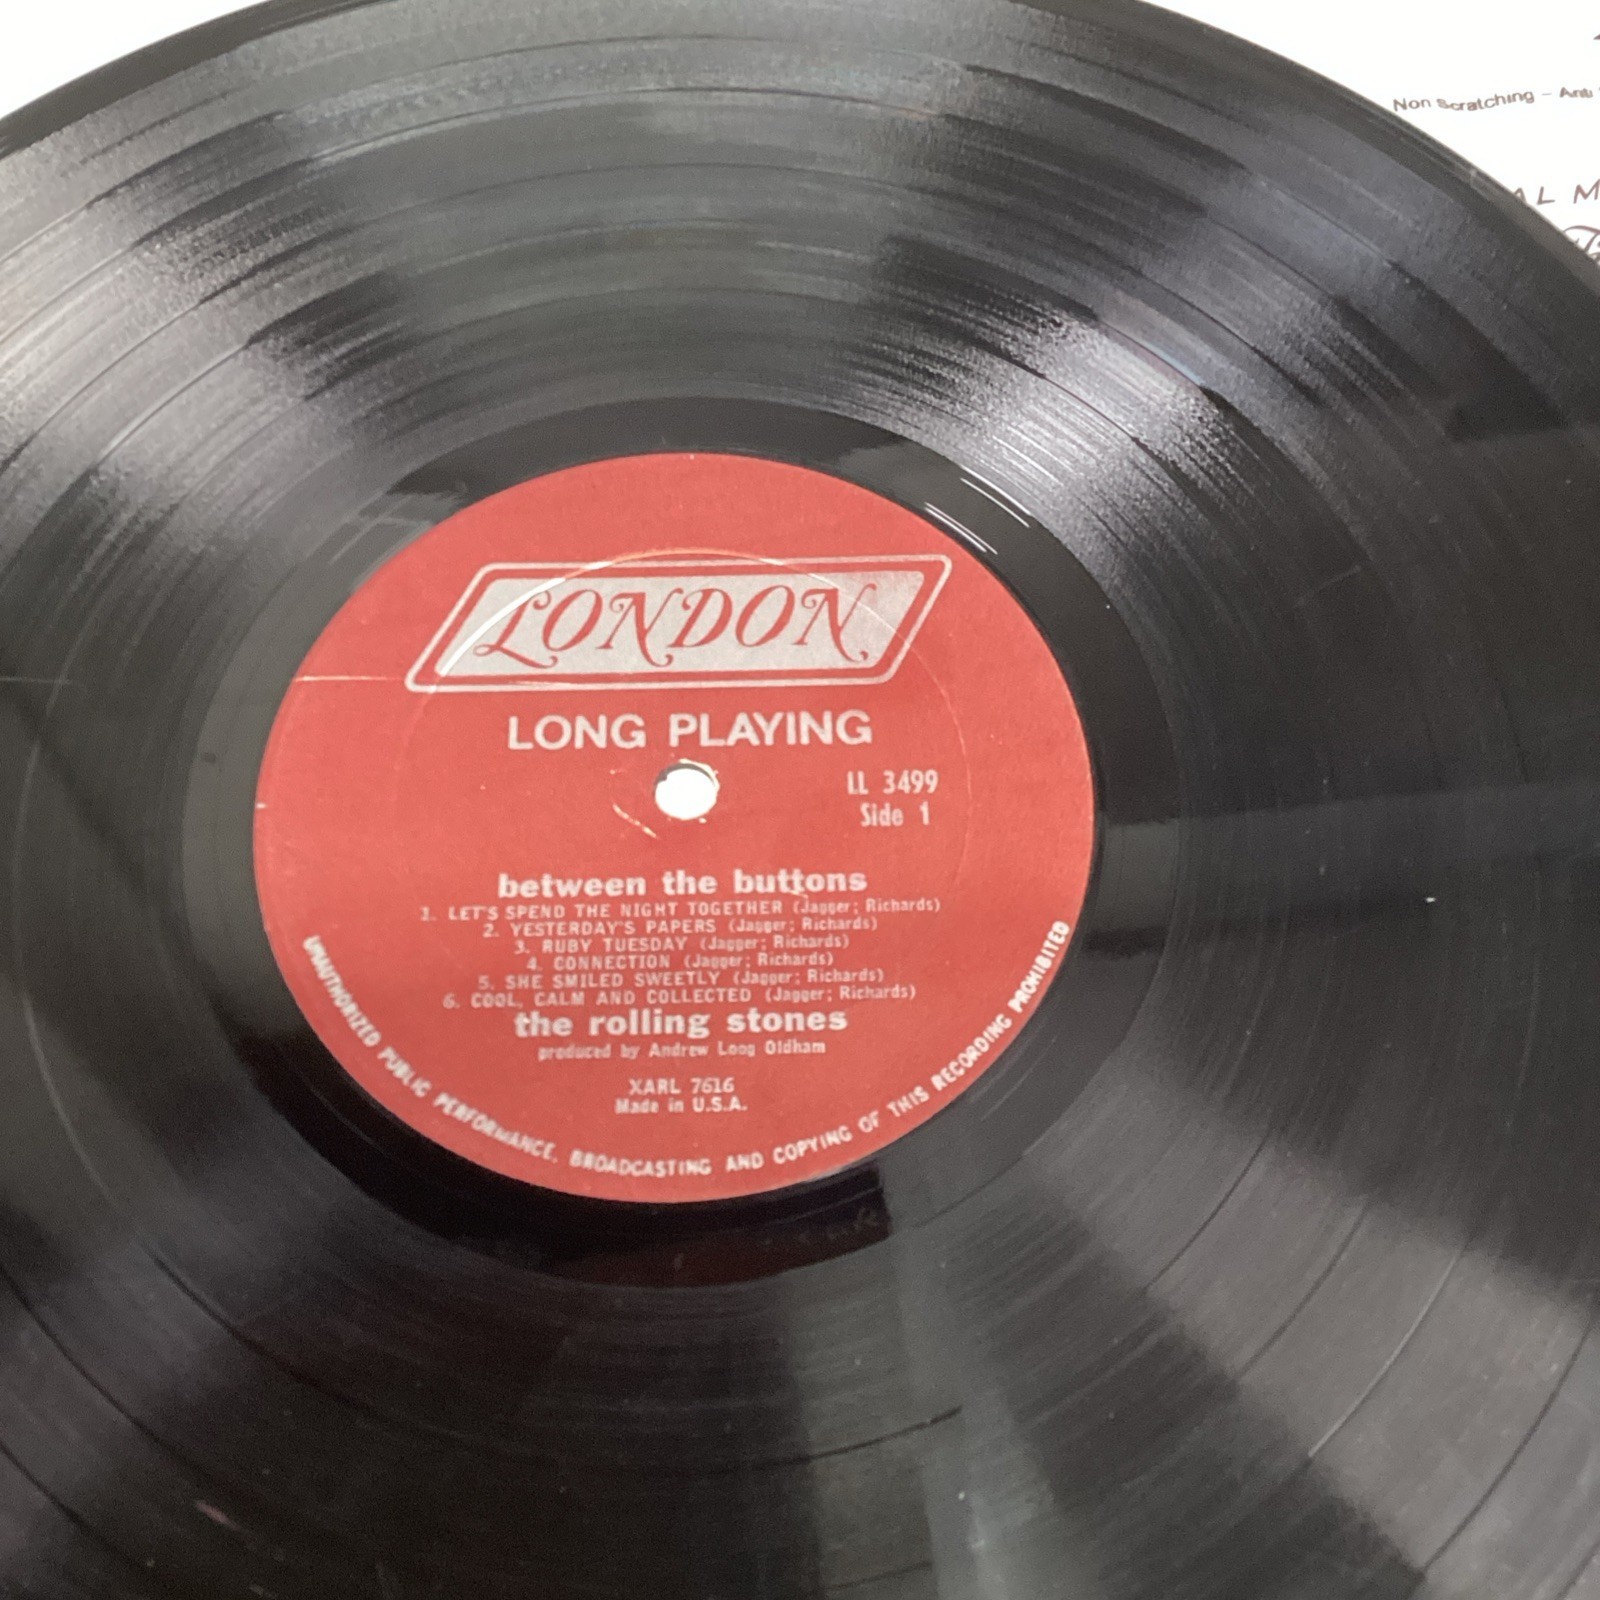 Non Scratching - Anti
AL M
LONDON
LONG PLAYING
LL 3499
Side 1
between the buttons
1. LET'S SPEND THE NIGHT TOGETHER (Jagger; Richards)
2. YESTERDAY'S PAPERS (Jagger; Richards)
3. RUBY TUESDAY (Jagger; Richards)
4. CONNECTION (Jagger; Richards)
5. SHE SMILED SWEETLY (Jagger; Richards)
6. COOL, CALM AND COLLECTED (Jagger; Richards)
the rolling stones
produced by Andrew Loog Oldham
XARL 7616
Made in U.S.A.
UNAUTHORIZED PUBLIC PERFORMANCE, BROADCASTING AND COPYING OF THIS RECORDING PROHIBITED